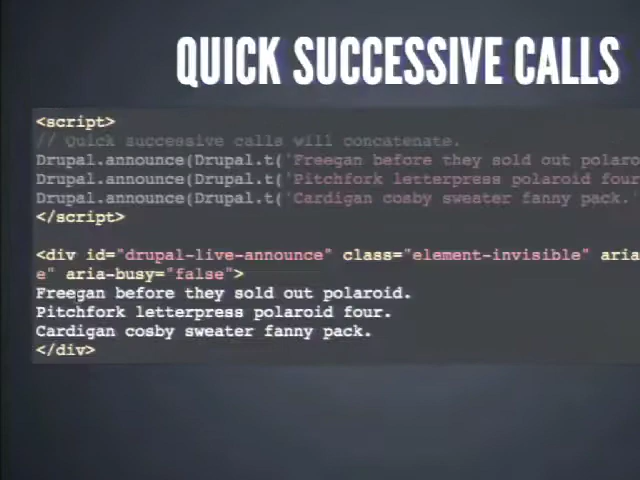 QUICK SUCCESSIVE CALLS
<script>
// Quick successive calls will concatenate.
Drupal.announce(Drupal.t('Freegan before they sold out polaro
Drupal.announce(Drupal.t('Pitchfork letterpress polaroid four
Drupal.announce(Drupal.t('Cardigan cosby sweater fanny pack.'
</script>
<div id="drupal-live-announce" class="element-invisible" aria
e" aria-busy="false">
Freegan before they sold out polaroid.
Pitchfork letterpress polaroid four.
Cardigan cosby sweater fanny pack.
</div>